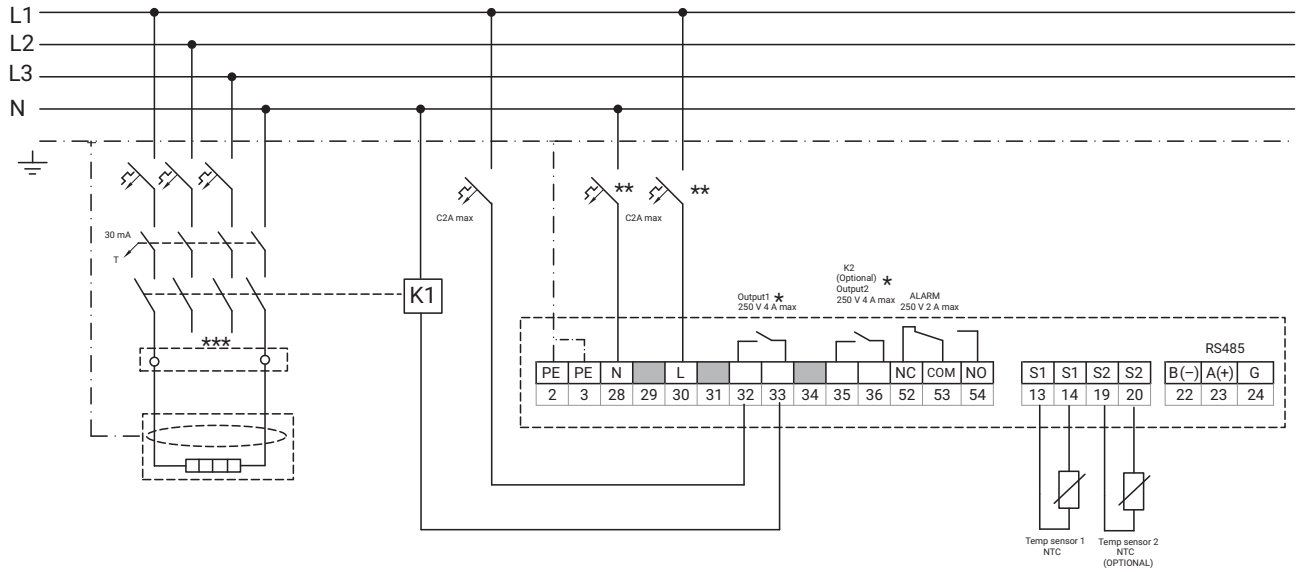 L1
L2
L3
N
30 mA
T
***
K1
C2A max
**
C2A max
**
Output1 *
250 V 4 A max
K2
(Optional)
Output2 *
250 V 4 A max
ALARM
250 V 2 A max
RS485
PE PE N L NC COM NO S1 S1 S2 S2 B(–) A(+) G
2 3 28 29 30 31 32 33 34 35 36 52 53 54 13 14 19 20 22 23 24
Temp sensor 1
NTC
Temp sensor 2
NTC
(OPTIONAL)